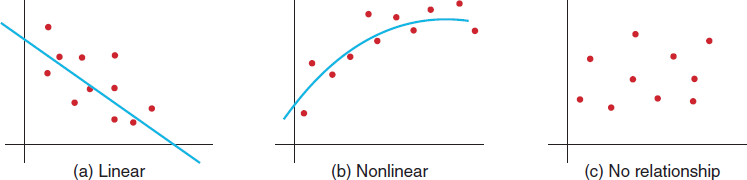 (a) Linear
(b) Nonlinear
(c) No relationship